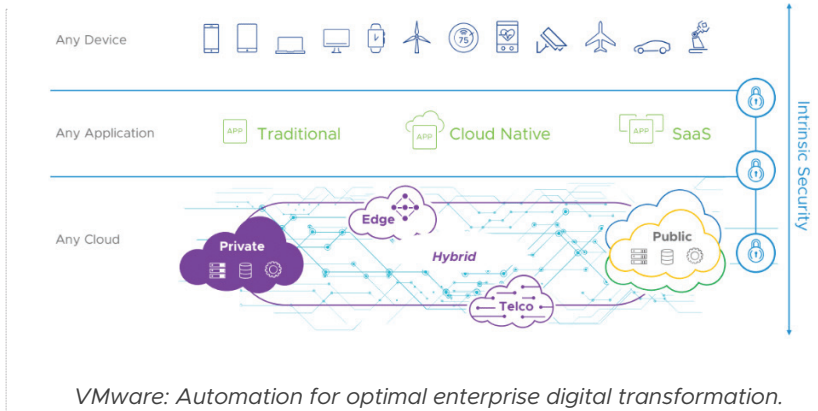 Any Device
75
Any Application
APP Traditional
APP Cloud Native
APP SaaS
Intrinsic Security
Any Cloud
Private
Edge
Hybrid
Telco
Public
VMware: Automation for optimal enterprise digital transformation.